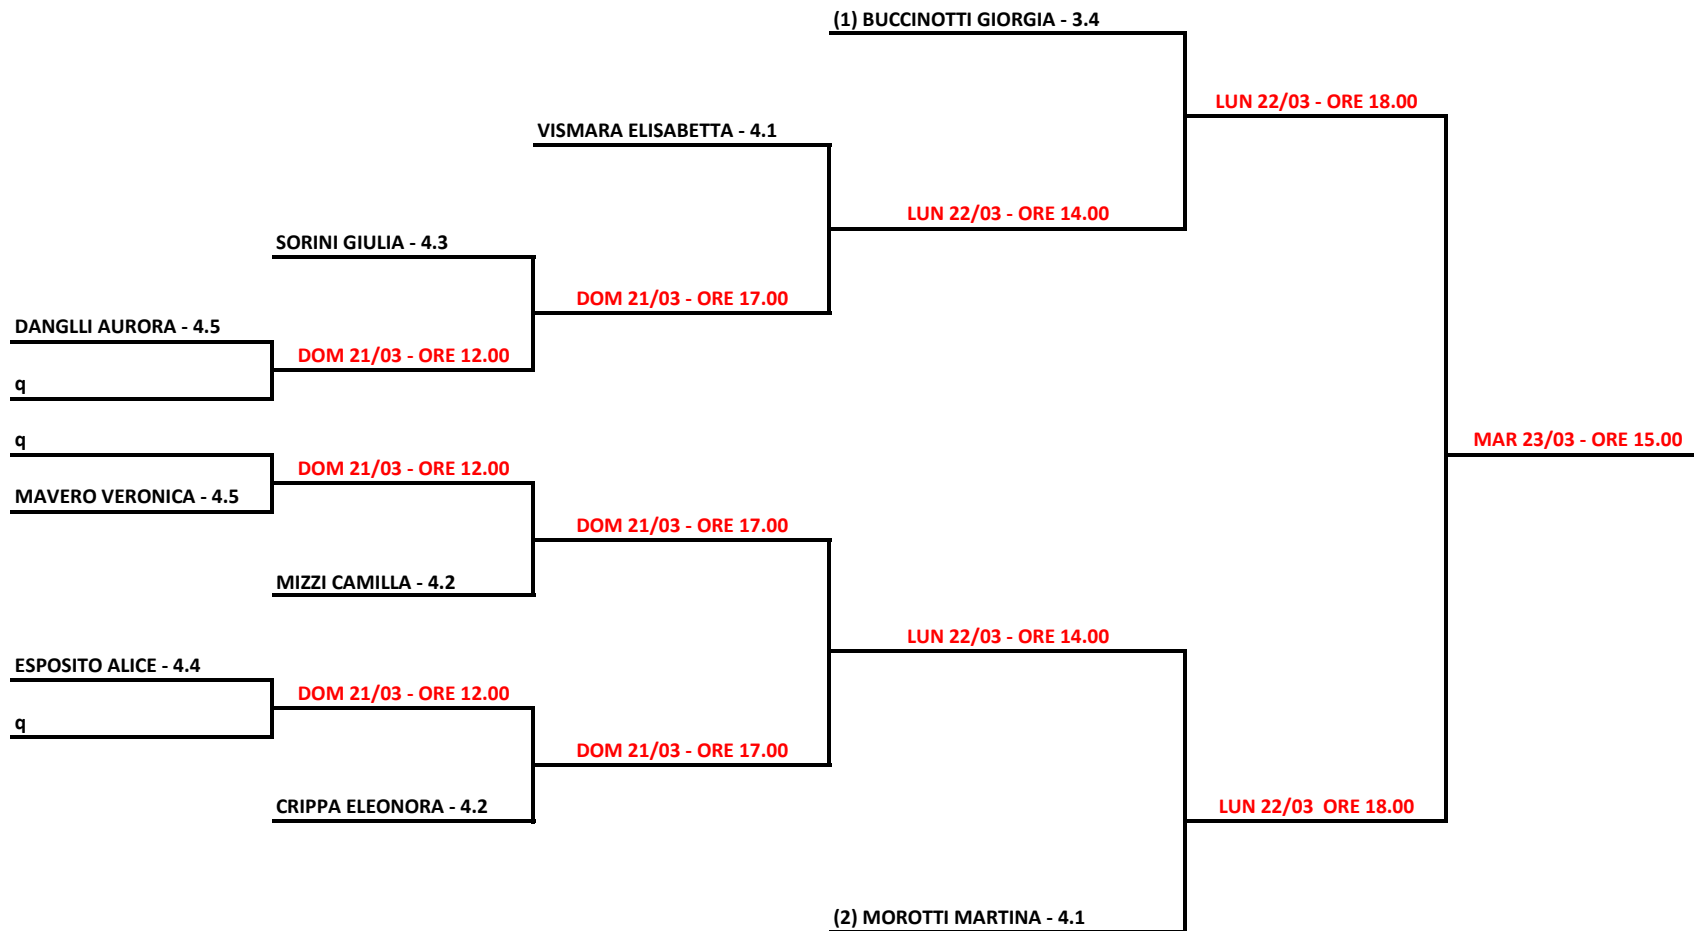 (1) BUCCINOTTI GIORGIA - 3.4
LUN 22/03 - ORE 18.00
VISMARA ELISABETTA - 4.1
LUN 22/03 - ORE 14.00
SORINI GIULIA - 4.3
DOM 21/03 - ORE 17.00
DANGLLI AURORA - 4.5
DOM 21/03 - ORE 12.00
q
q
MAR 23/03 - ORE 15.00
DOM 21/03 - ORE 12.00
MAVERO VERONICA - 4.5
DOM 21/03 - ORE 17.00
MIZZI CAMILLA - 4.2
LUN 22/03 - ORE 14.00
ESPOSITO ALICE - 4.4
DOM 21/03 - ORE 12.00
q
DOM 21/03 - ORE 17.00
CRIPPA ELEONORA - 4.2
LUN 22/03  ORE 18.00
(2) MOROTTI MARTINA - 4.1